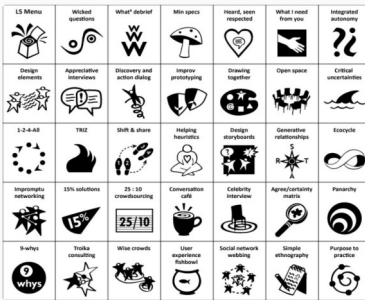 LS Menu
Wicked
questions
What³ debrief
Min specs
Heard, seen
respected
What I need
from you
Integrated
autonomy
W
W
W
Design
elements
Appreciative
interviews
Discovery and
action dialog
Improv
prototyping
Drawing
together
Open space
Critical
uncertainties
1-2-4-All
TRIZ
Shift & share
Helping
heuristics
Design
storyboards
Generative
relationships
Ecocycle
S
R
T
A
Impromptu
networking
15% solutions
25 : 10
crowdsourcing
Conversation
café
Celebrity
interview
Agree/certainty
matrix
Panarchy
15%
25/10
9-whys
Troika
consulting
Wise crowds
User
experience
fishbowl
Social network
webbing
Simple
ethnography
Purpose to
practice
9
whys